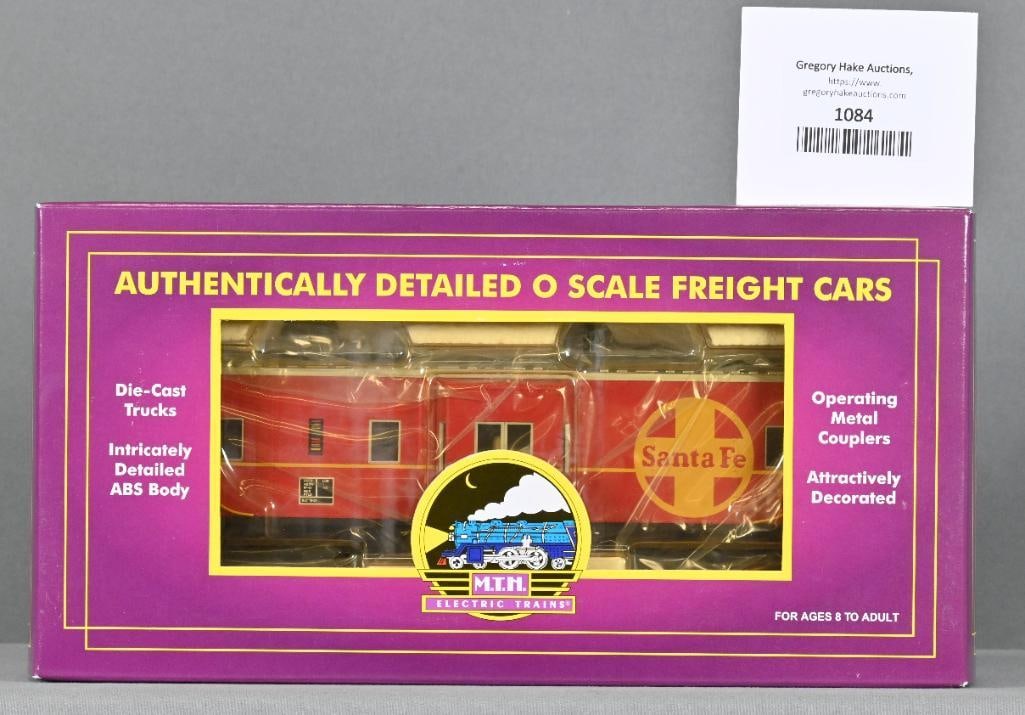 Gregory Hake Auctions,
https://www.
gregoryhakeauctions.com
1084
AUTHENTICALLY DETAILED O SCALE FREIGHT CARS
Die-Cast
Trucks
Intricately
Detailed
ABS Body
Santa Fe
Operating
Metal
Couplers
Attractively
Decorated
M.T.H.
ELECTRIC TRAINS®
FOR AGES 8 TO ADULT